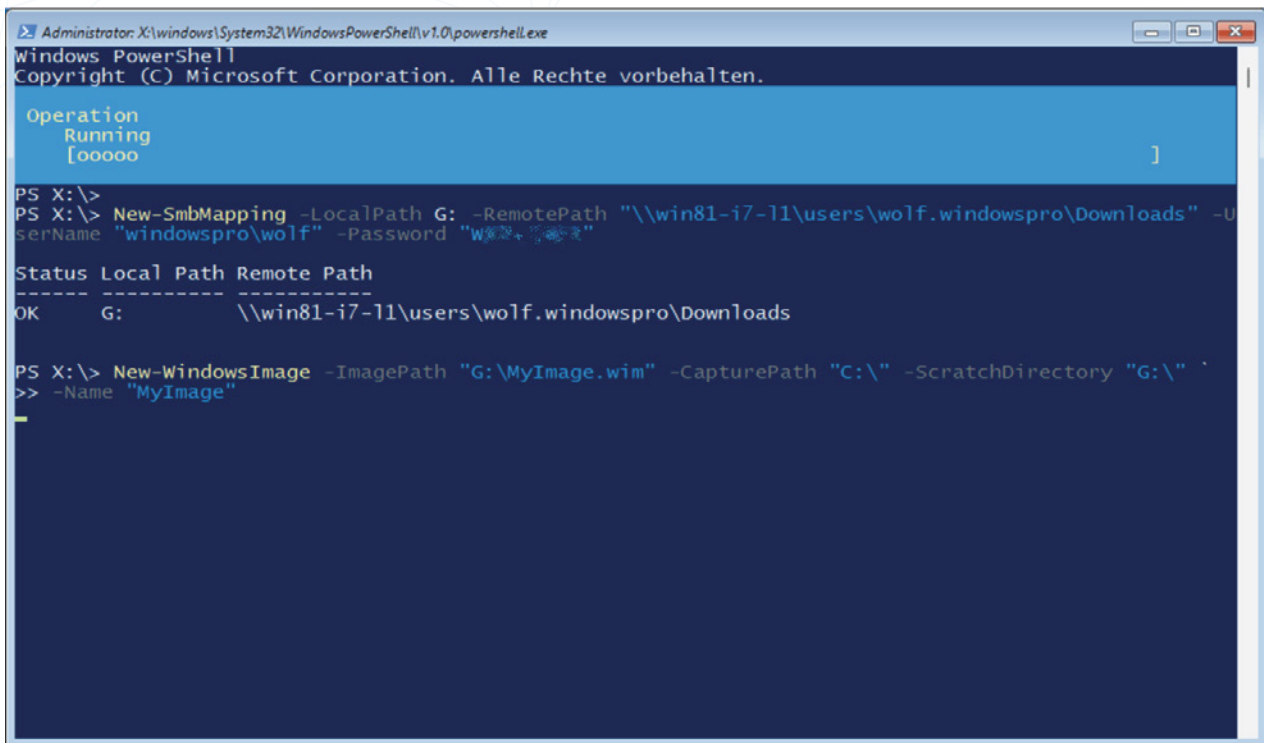 Administrator: X:\windows\System32\WindowsPowerShell\v1.0\powershell.exe
Windows PowerShell
Copyright (C) Microsoft Corporation. Alle Rechte vorbehalten.
Operation
Running
[ooooo ]
PS X:\>
PS X:\> New-SmbMapping -LocalPath G: -RemotePath "\\win81-i7-l1\users\wolf.windowspro\Downloads" -U
serName "windowspro\wolf" -Password
Status Local Path Remote Path
------ ---------- -----------
OK G: \\win81-i7-l1\users\wolf.windowspro\Downloads
PS X:\> New-WindowsImage -ImagePath "G:\MyImage.wim" -CapturePath "C:\" -ScratchDirectory "G:\" `
>> -Name "MyImage"